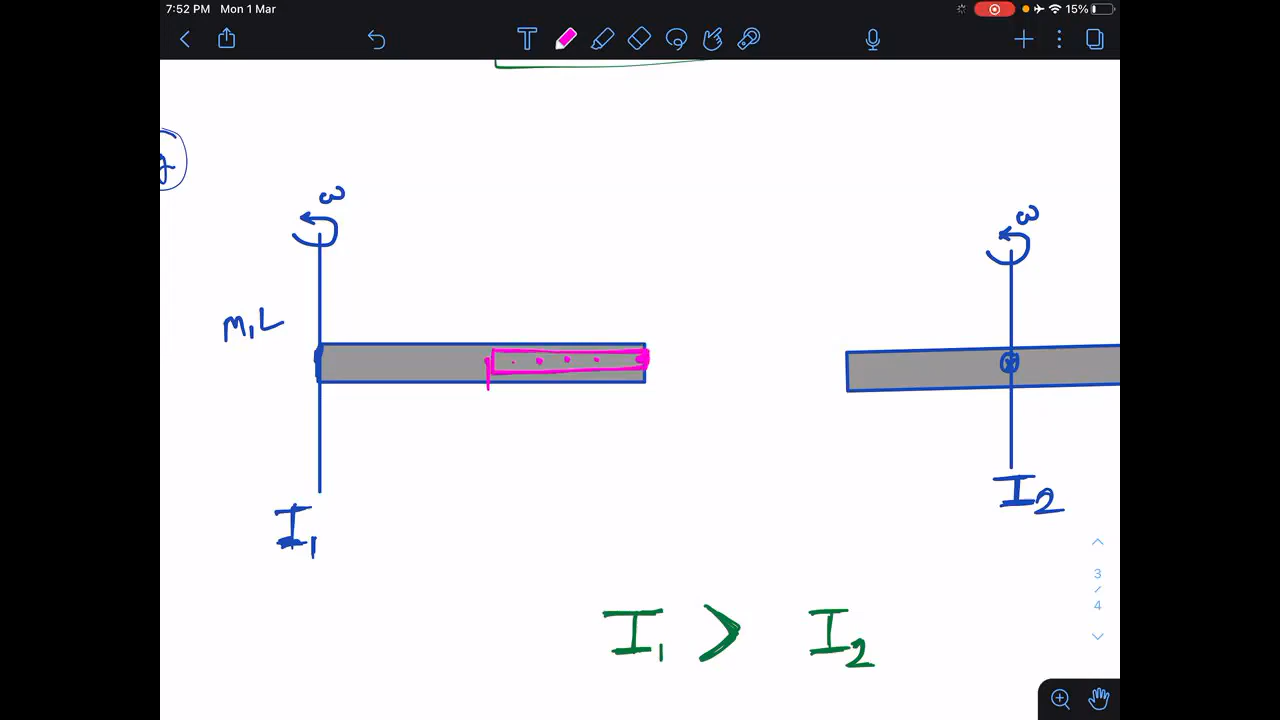 7:52 PM Mon 1 Mar
15%
T
ω
ω
m, L
I₁
I₂
3
/
4
I₁ > I₂